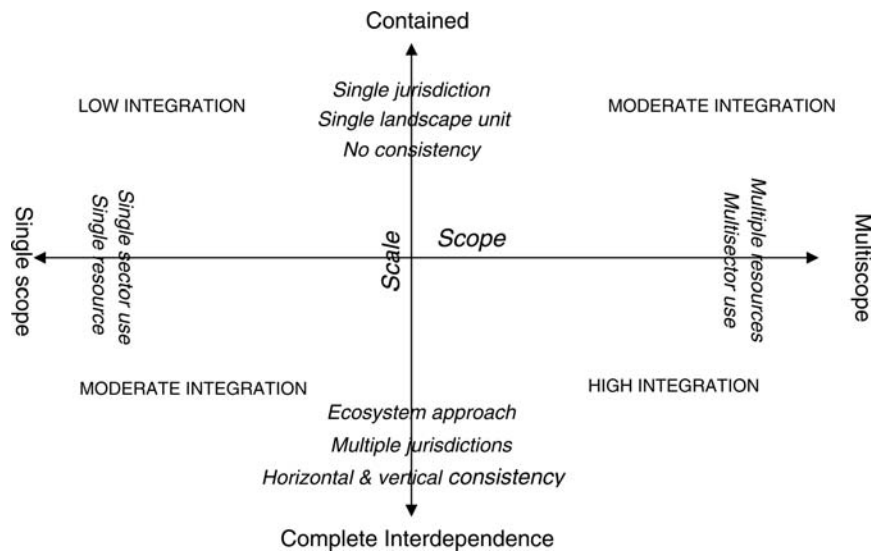 Contained
Single jurisdiction
LOW INTEGRATION
MODERATE INTEGRATION
Single landscape unit
No consistency
Single scope
Single sector use
Single resource
Scale
Scope
Multiple resources
Multisector use
Multiscope
MODERATE INTEGRATION
HIGH INTEGRATION
Ecosystem approach
Multiple jurisdictions
Horizontal & vertical consistency
Complete Interdependence